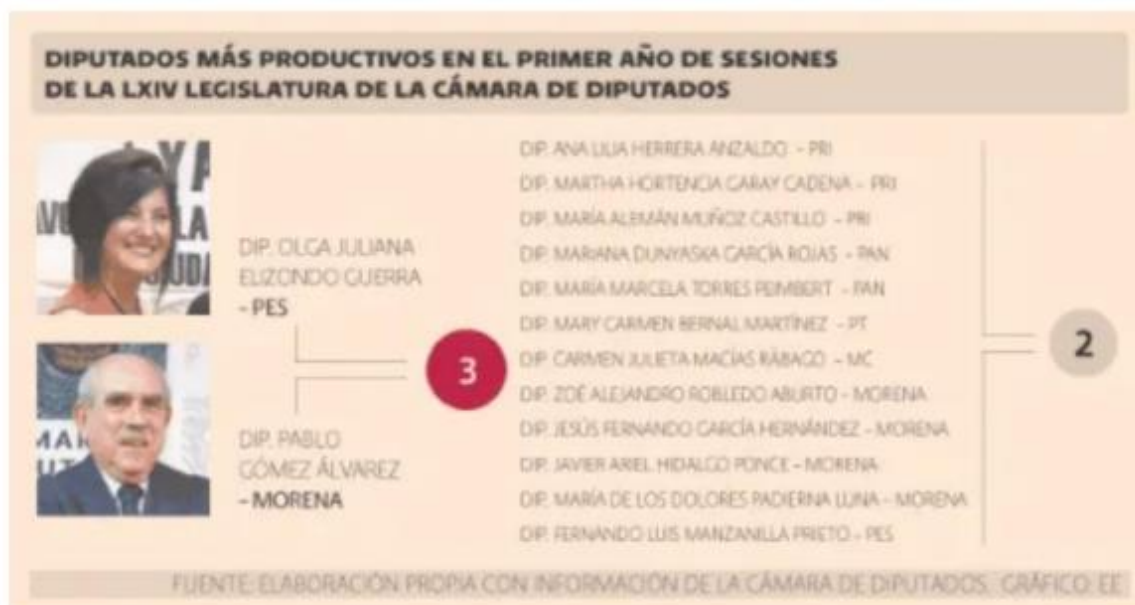 DIPUTADOS MÁS PRODUCTIVOS EN EL PRIMER AÑO DE SESIONES
DE LA LXIV LEGISLATURA DE LA CÁMARA DE DIPUTADOS
DIP. OLGA JULIANA
ELIZONDO GUERRA
- PES
DIP. PABLO
GÓMEZ ÁLVAREZ
- MORENA
3
DIP. ANA LILIA HERRERA ANZALDO - PRI
DIP. MARTHA HORTENCIA GARAY CADENA - PRI
DIP. MARÍA ALEMÁN MUÑOZ CASTILLO - PRI
DIP. MARIANA DUNYASKA GARCÍA ROJAS - PAN
DIP. MARÍA MARCELA TORRES PEIMBERT - PAN
DIP. MARY CARMEN BERNAL MARTÍNEZ - PT
DIP. CARMEN JULIETA MACÍAS RÁBAGO - MC
DIP. ZOÉ ALEJANDRO ROBLEDO ABURTO - MORENA
DIP. JESÚS FERNANDO GARCÍA HERNÁNDEZ - MORENA
DIP. JAVIER ARIEL HIDALGO PONCE - MORENA
DIP. MARÍA DE LOS DOLORES PADIERNA LUNA - MORENA
DIP. FERNANDO LUIS MANZANILLA PRIETO - PES
2
FUENTE: ELABORACIÓN PROPIA CON INFORMACIÓN DE LA CÁMARA DE DIPUTADOS. GRÁFICO: EE